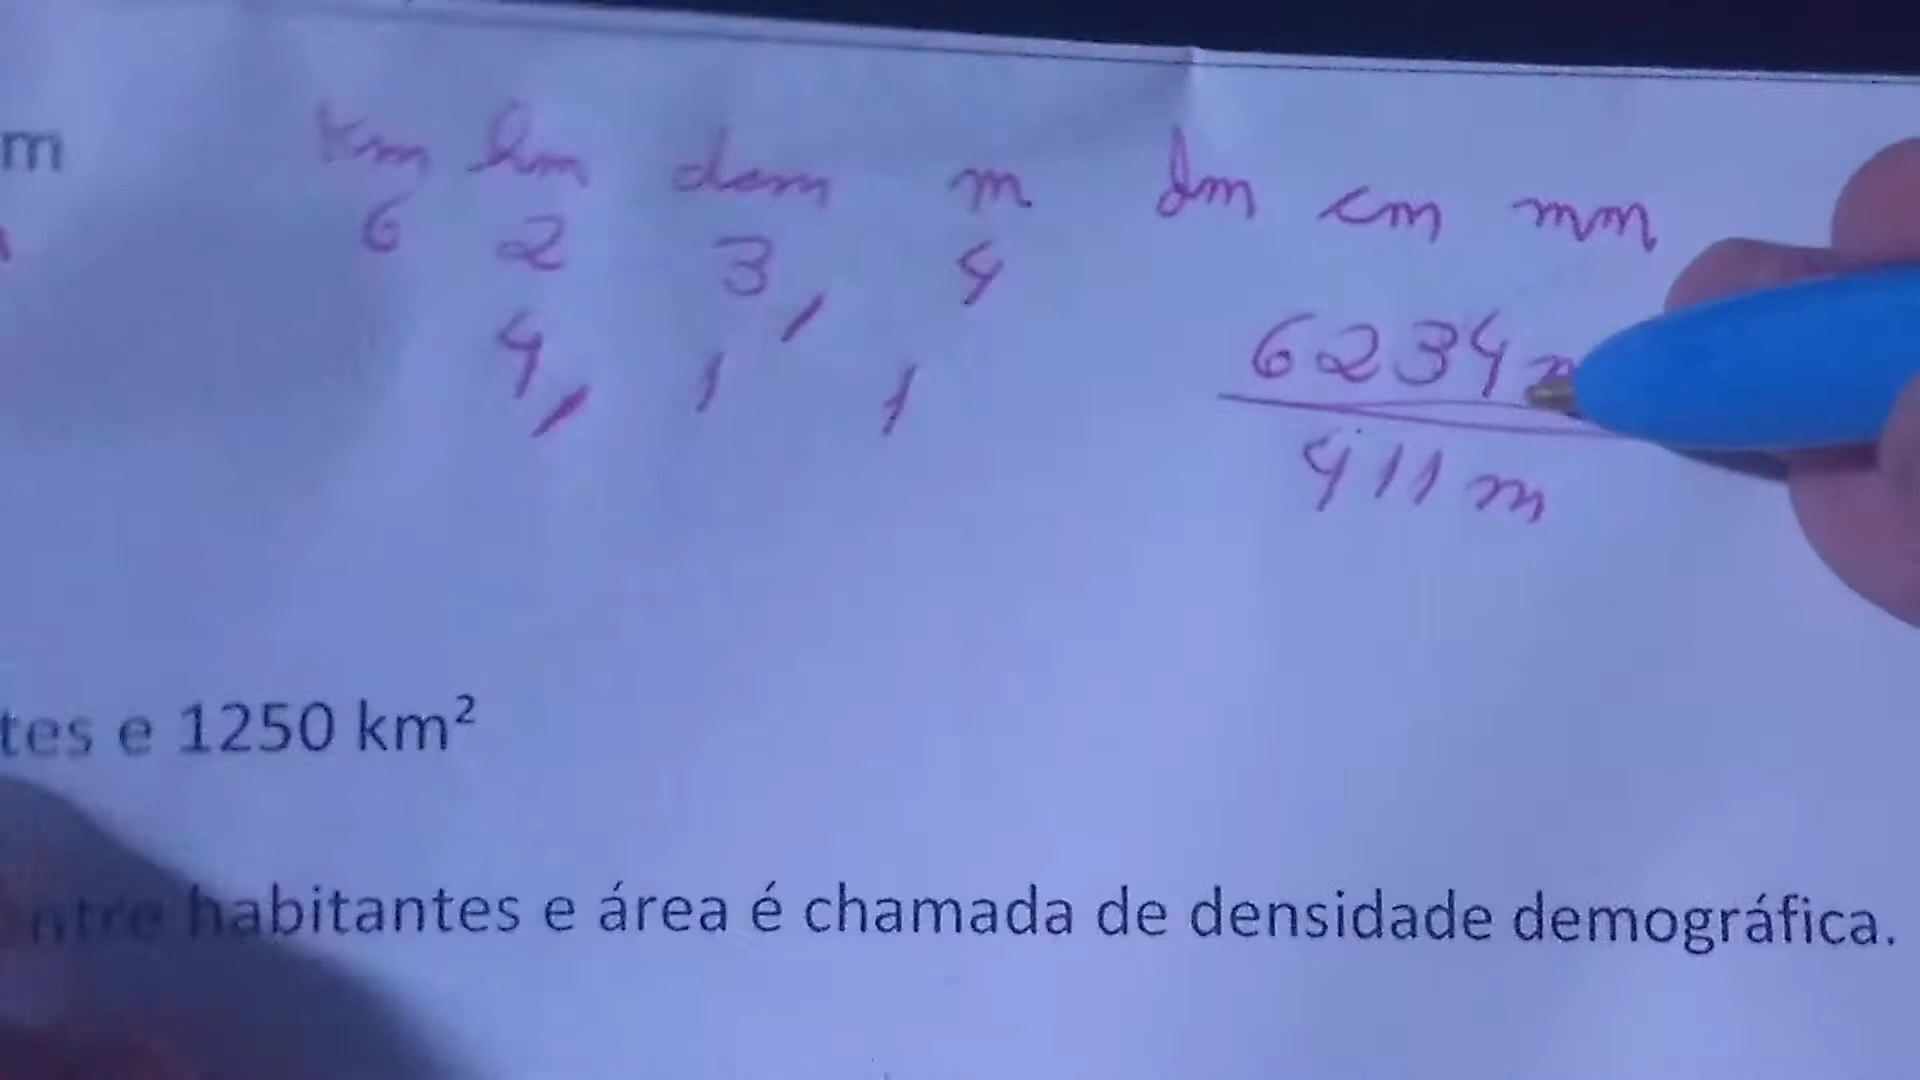 m
km hm dam m dm cm mm
6 2 3, 4
4, 1 1
6234 m
411 m
tes e 1250 km²
ntre habitantes e área é chamada de densidade demográfica.